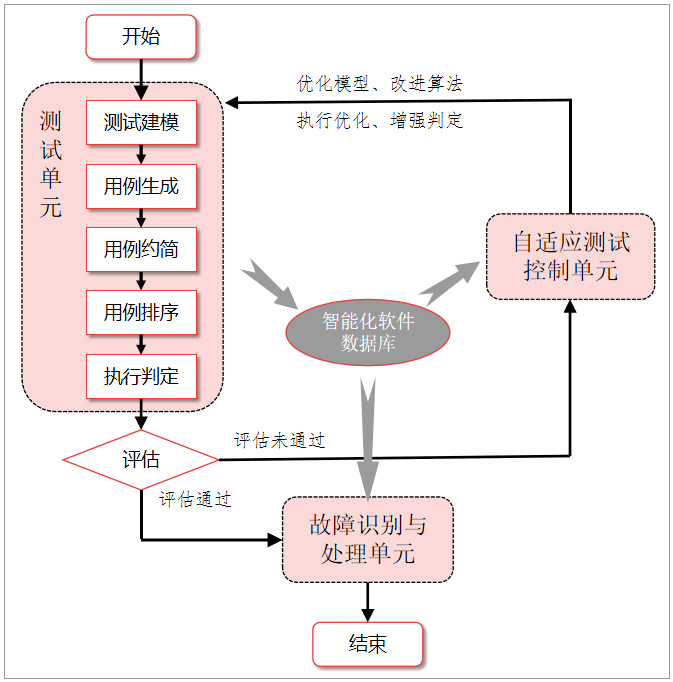 开始
优化模型、改进算法
执行优化、增强判定
测试单元
测试建模
用例生成
用例约简
用例排序
执行判定
自适应测试
控制单元
智能化软件
数据库
评估
评估未通过
评估通过
故障识别与
处理单元
结束